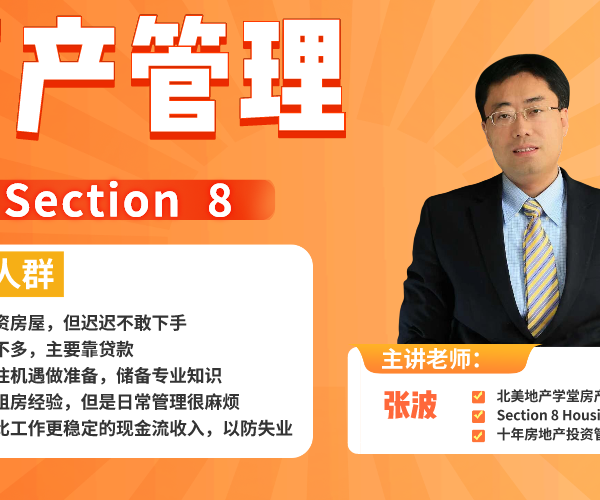 产管理
Section 8
人群
资房屋，但迟迟不敢下手
不多，主要靠贷款
住机遇做准备，储备专业知识
租房经验，但是日常管理很麻烦
比工作更稳定的现金流收入，以防失业
主讲老师：
张波
北美地产学堂房产
Section 8 Housi
十年房地产投资管